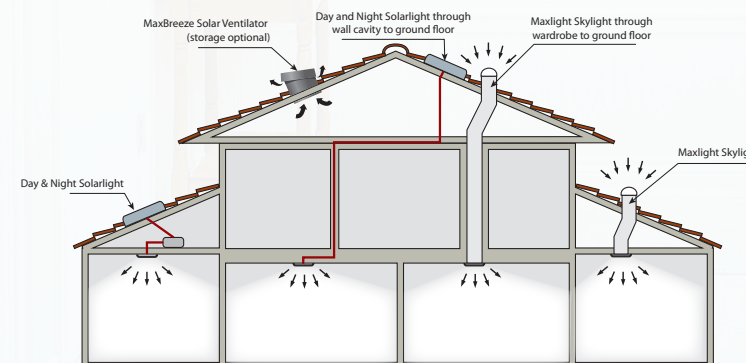 MaxBreeze Solar Ventilator
(storage optional)
Day and Night Solarlight through
wall cavity to ground floor
Maxlight Skylight through
wardrobe to ground floor
Maxlight
Day & Night Solarlight